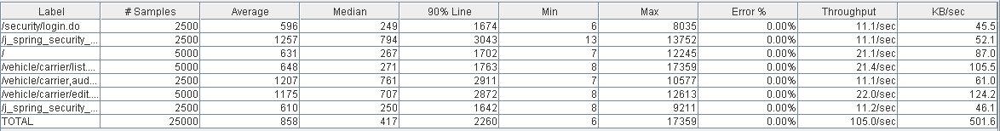 Label # Samples Average Median 90% Line Min Max Error % Throughput KB/sec
/security/login.do 2500 596 249 1674 6 8035 0.00% 11.1/sec 45.5
/j_spring_security_... 2500 1257 794 3043 13 13752 0.00% 11.1/sec 52.1
/ 5000 631 267 1702 7 12245 0.00% 21.1/sec 87.0
/vehicle/carrier/list.... 5000 648 271 1763 8 17359 0.00% 21.4/sec 105.5
/vehicle/carrier,aud... 2500 1207 761 2911 7 10577 0.00% 11.1/sec 61.0
/vehicle/carrier/edit.... 5000 1175 707 2872 8 12613 0.00% 22.0/sec 124.2
/j_spring_security_... 2500 610 250 1642 8 9211 0.00% 11.2/sec 46.1
TOTAL 25000 858 417 2260 6 17359 0.00% 105.0/sec 501.6